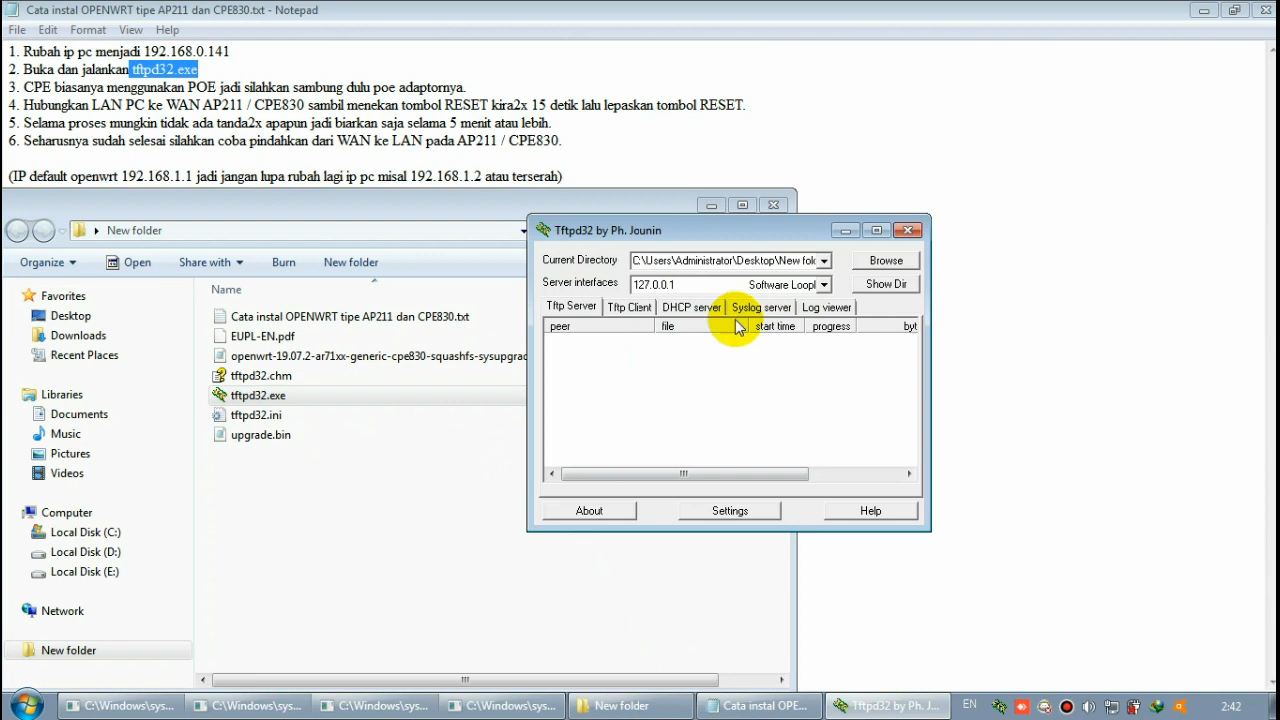 Cata instal OPENWRT tipe AP211 dan CPE830.txt - Notepad
File Edit Format View Help
1. Rubah ip pc menjadi 192.168.0.141
2. Buka dan jalankan tftpd32.exe
3. CPE biasanya menggunakan POE jadi silahkan sambung dulu poe adaptornya.
4. Hubungkan LAN PC ke WAN AP211 / CPE830 sambil menekan tombol RESET kira2x 15 detik lalu lepaskan tombol RESET.
5. Selama proses mungkin tidak ada tanda2x apapun jadi biarkan saja selama 5 menit atau lebih.
6. Seharusnya sudah selesai silahkan coba pindahkan dari WAN ke LAN pada AP211 / CPE830.
(IP default openwrt 192.168.1.1 jadi jangan lupa rubah lagi ip pc misal 192.168.1.2 atau terserah)
New folder
Organize Open Share with Burn New folder
Favorites
Desktop
Downloads
Recent Places
Libraries
Documents
Music
Pictures
Videos
Computer
Local Disk (C:)
Local Disk (D:)
Local Disk (E:)
Network
New folder
Name
Cata instal OPENWRT tipe AP211 dan CPE830.txt
EUPL-EN.pdf
openwrt-19.07.2-ar71xx-generic-cpe830-squashfs-sysupgra
tftpd32.chm
tftpd32.exe
tftpd32.ini
upgrade.bin
Tftpd32 by Ph. Jounin
Current Directory C:\Users\Administrator\Desktop\New fol Browse
Server interfaces 127.0.0.1 Software Loopl Show Dir
Tftp Server Tftp Client DHCP server Syslog server Log viewer
peer file start time progress byt
About Settings Help
C:\Windows\sys... C:\Windows\sys... C:\Windows\sys... C:\Windows\sys... New folder Cata instal OPE... Tftpd32 by Ph. J... EN 2:42